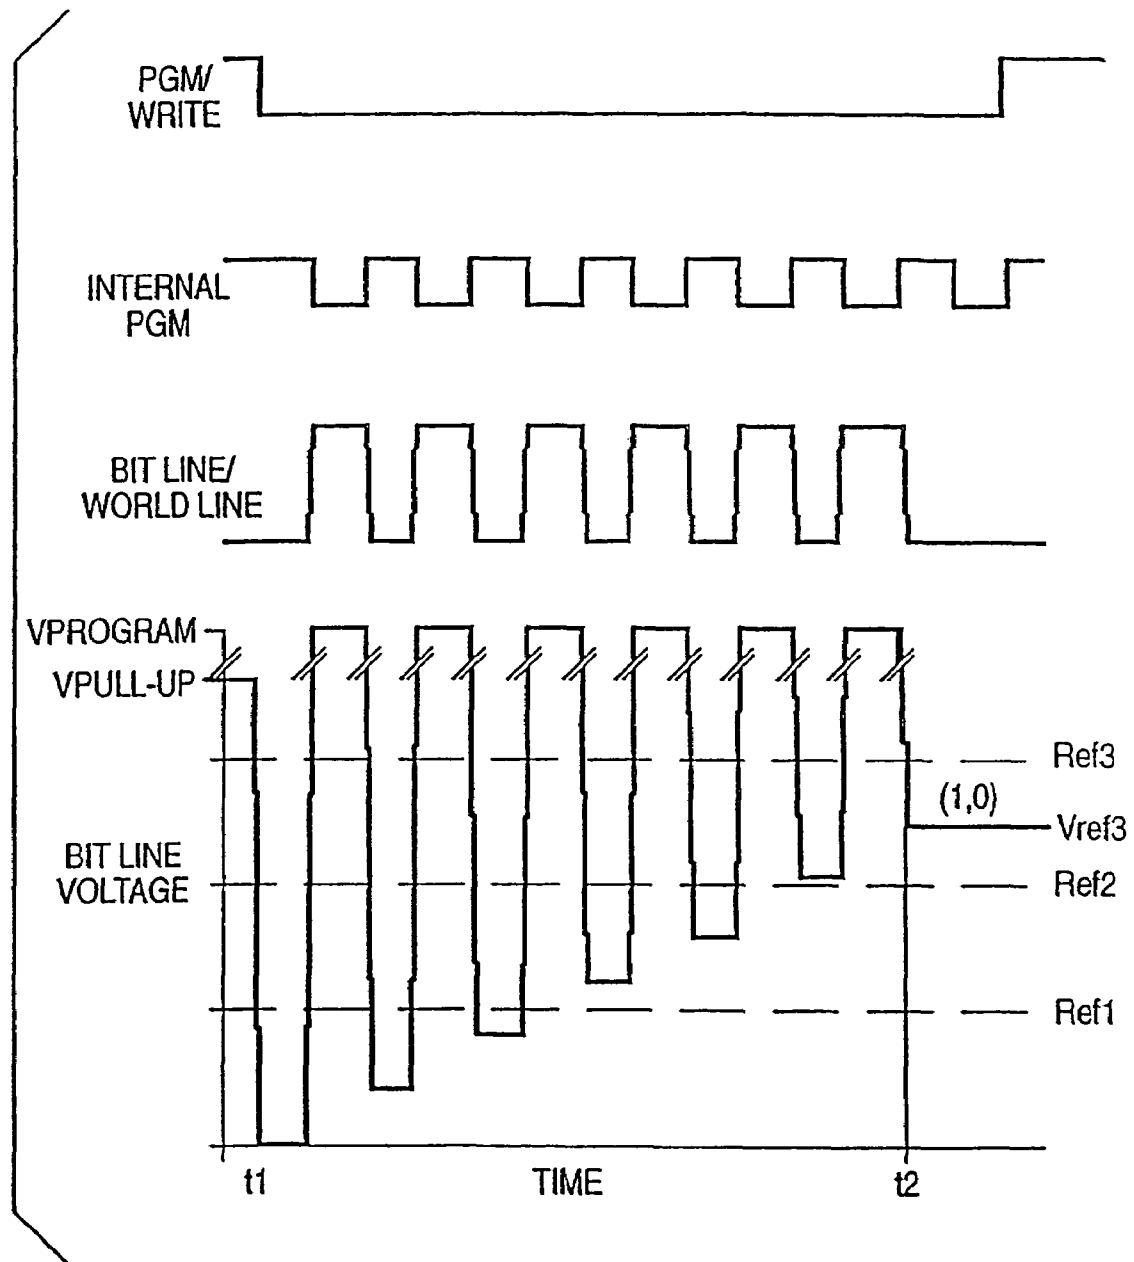 PGM/
WRITE
INTERNAL
PGM
BIT LINE/
WORLD LINE
VPROGRAM
VPULL-UP
Ref3
(1,0)
Vref3
BIT LINE
VOLTAGE
Ref2
Ref1
t1
TIME
t2